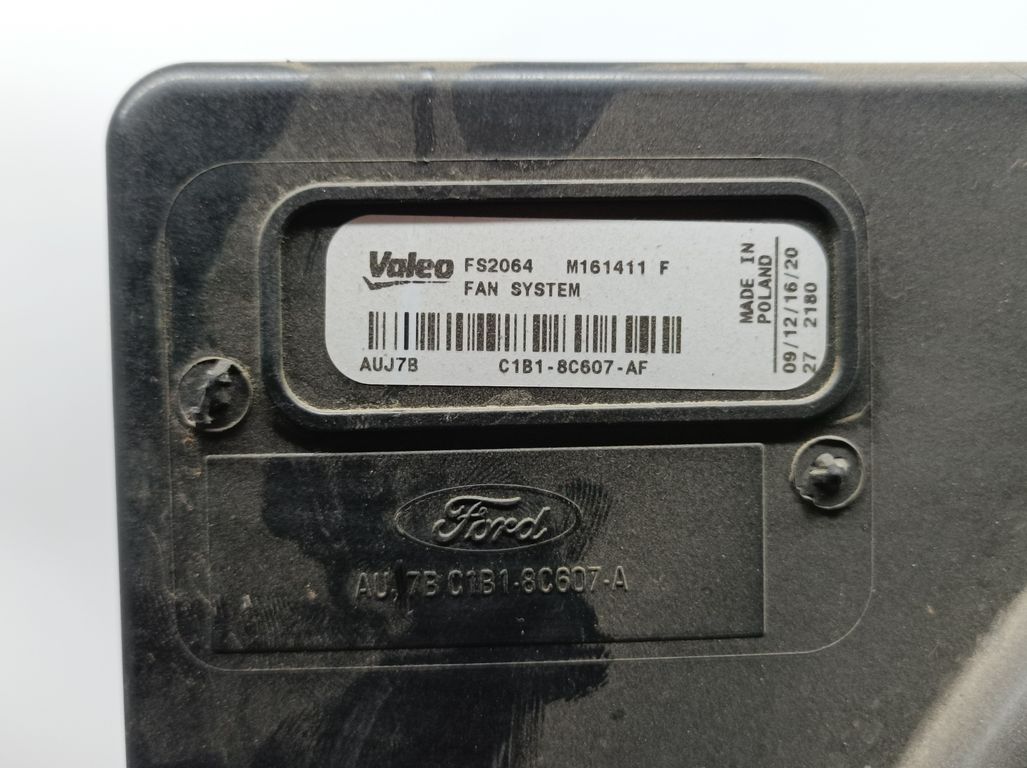 Valeo FS2064 M161411 F
FAN SYSTEM
AUJ7B C1B1-8C607-AF
MADE IN
POLAND
09/12/16/20
27 2180
Ford
AUJ7B C1B1-8C607-A